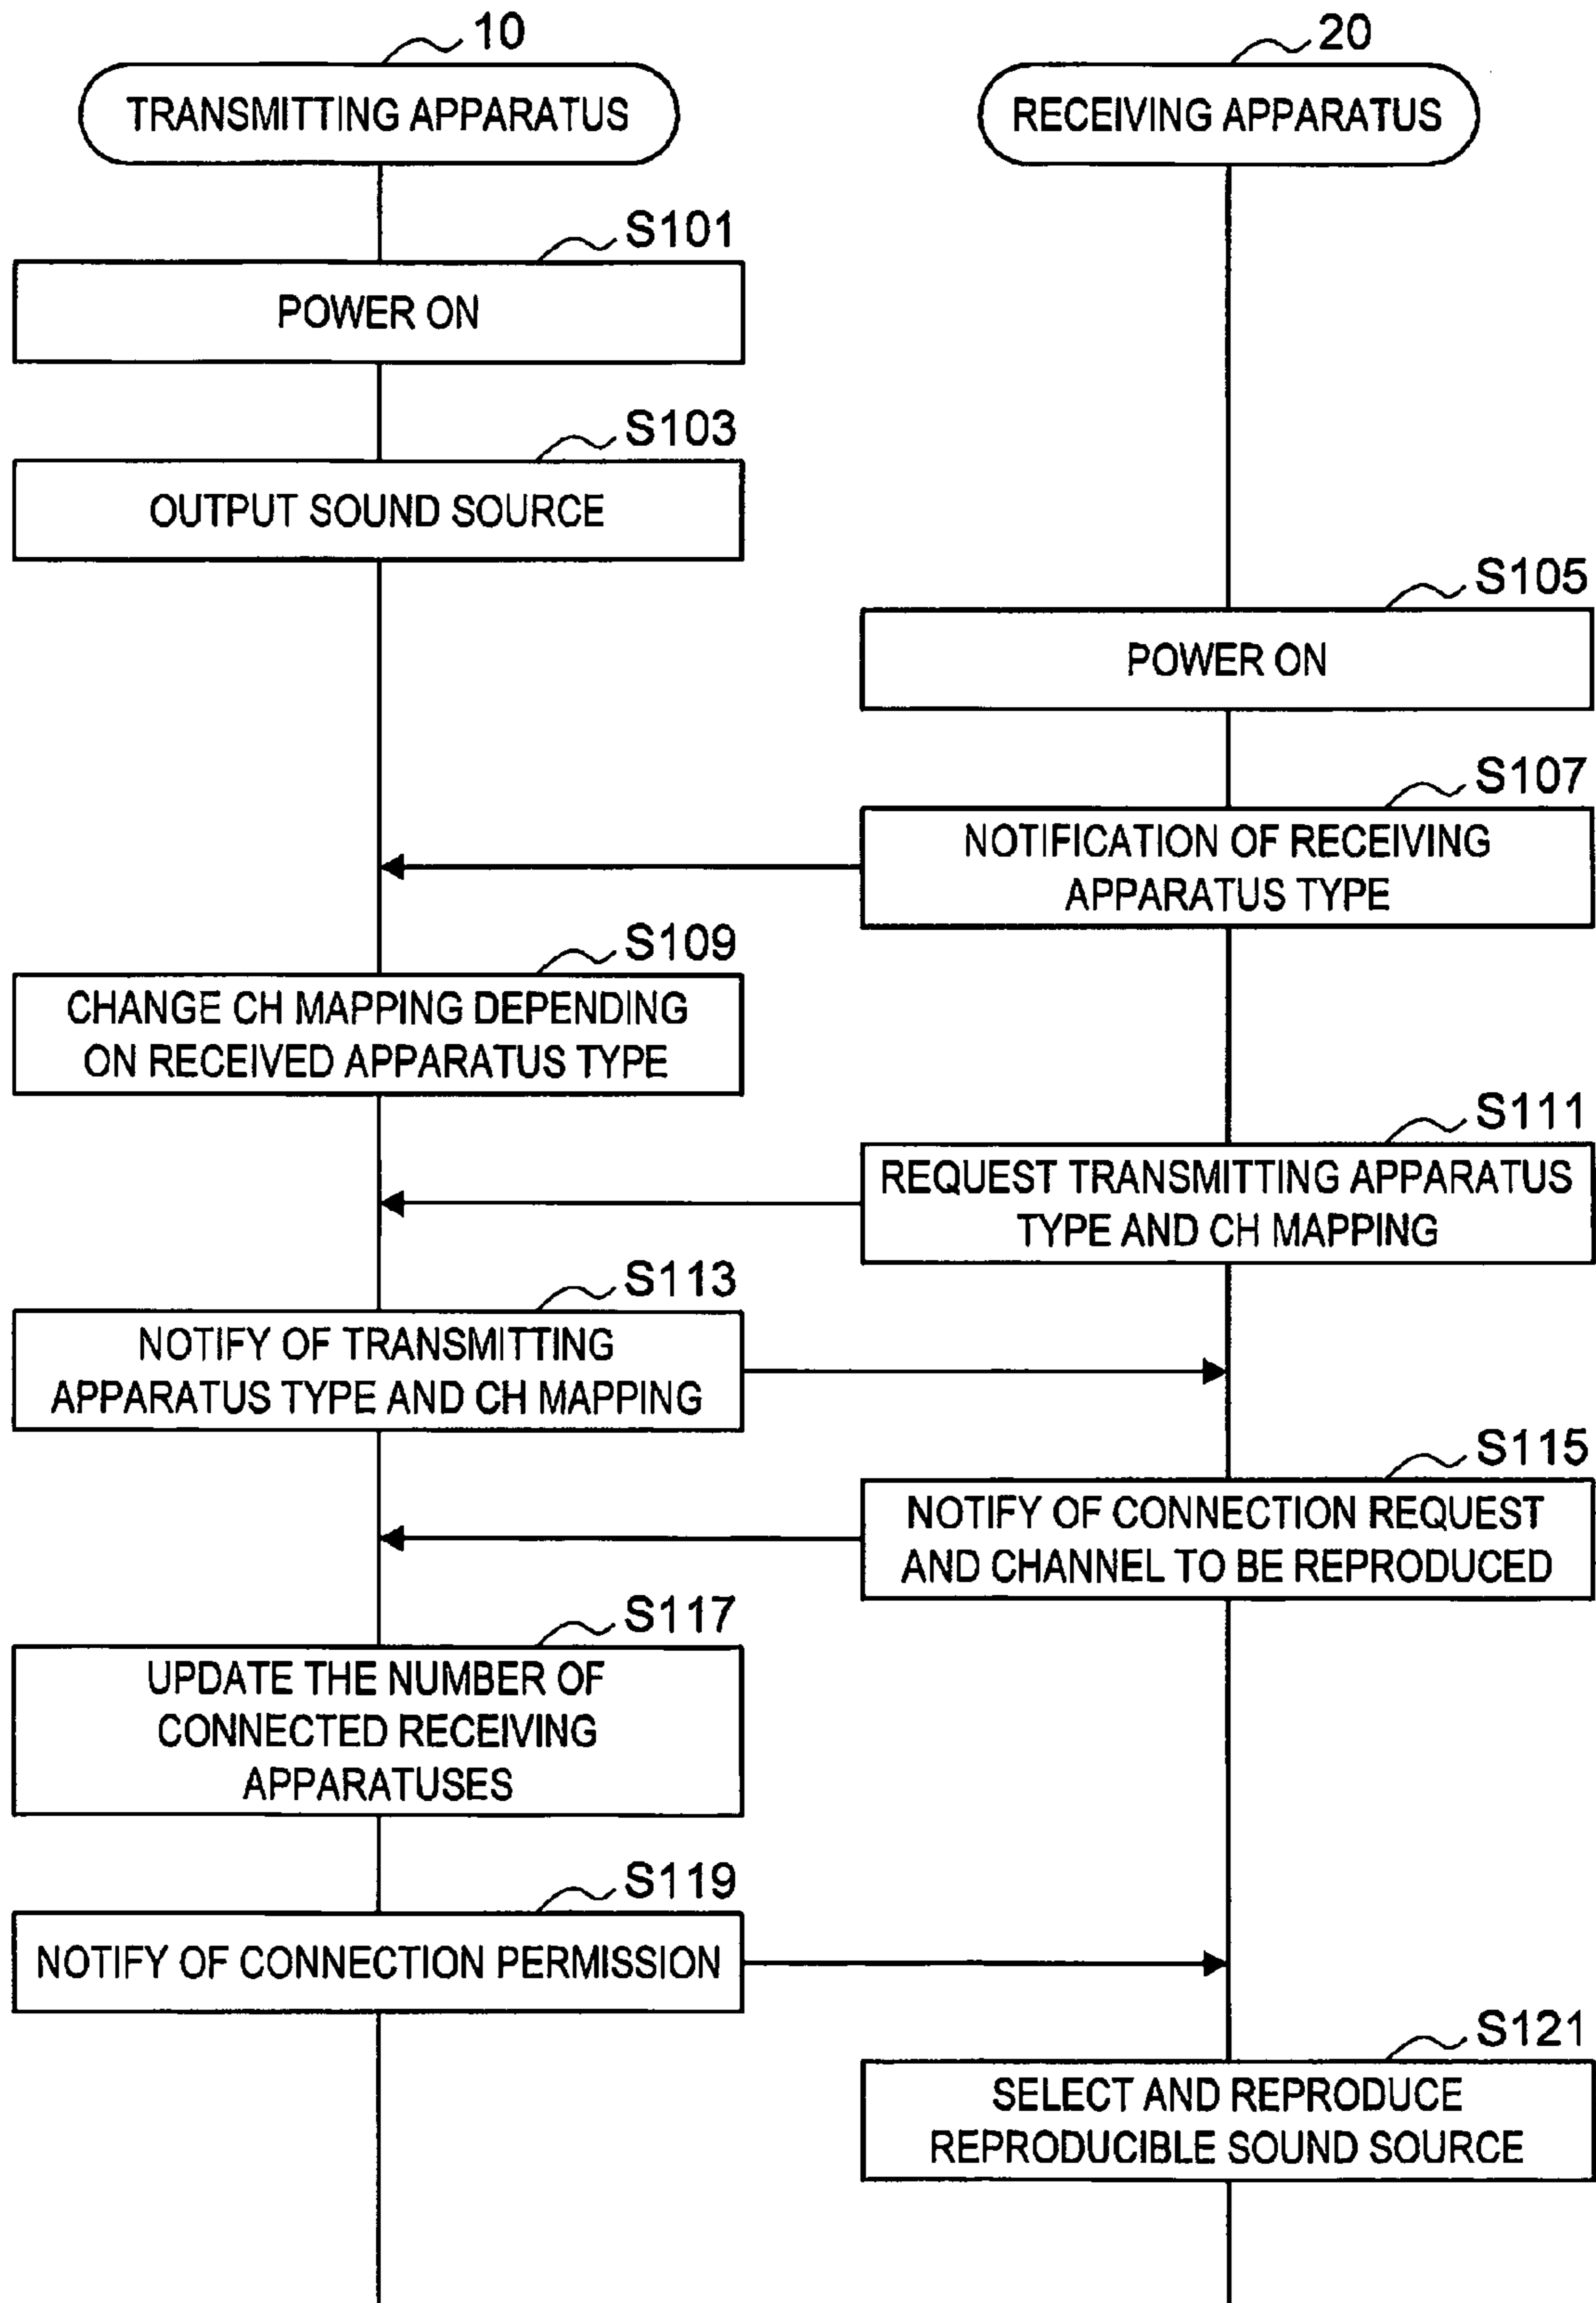 10
20
TRANSMITTING APPARATUS
RECEIVING APPARATUS
S101
POWER ON
S103
OUTPUT SOUND SOURCE
S105
POWER ON
S107
NOTIFICATION OF RECEIVING
APPARATUS TYPE
S109
CHANGE CH MAPPING DEPENDING
ON RECEIVED APPARATUS TYPE
S111
REQUEST TRANSMITTING APPARATUS
TYPE AND CH MAPPING
S113
NOTIFY OF TRANSMITTING
APPARATUS TYPE AND CH MAPPING
S115
NOTIFY OF CONNECTION REQUEST
AND CHANNEL TO BE REPRODUCED
S117
UPDATE THE NUMBER OF
CONNECTED RECEIVING
APPARATUSES
S119
NOTIFY OF CONNECTION PERMISSION
S121
SELECT AND REPRODUCE
REPRODUCIBLE SOUND SOURCE